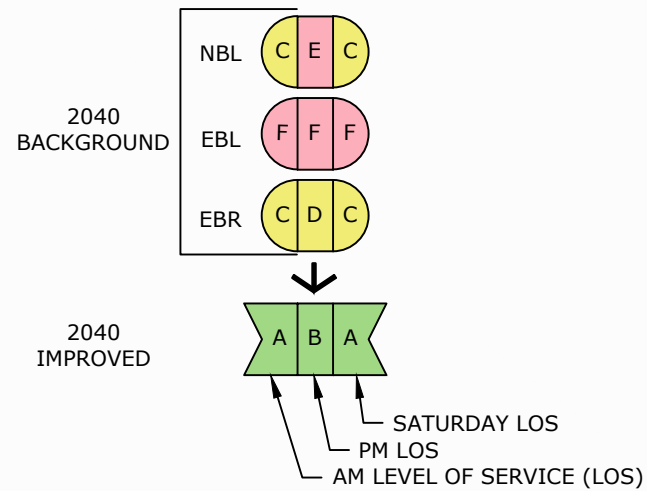 NBL C E C
2040
BACKGROUND
EBL F F F
EBR C D C
2040
IMPROVED
A B A
SATURDAY LOS
PM LOS
AM LEVEL OF SERVICE (LOS)